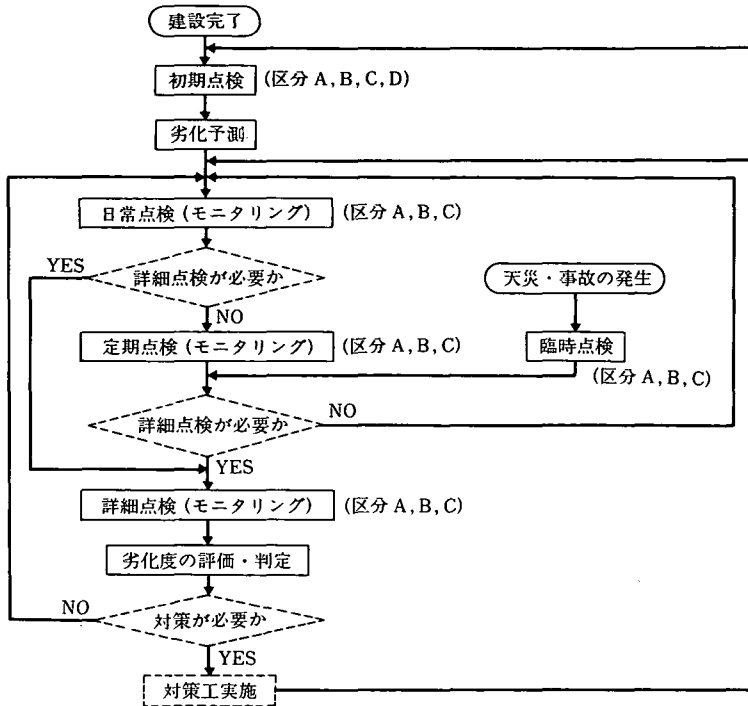 建設完了
初期点検 (区分 A, B, C, D)
劣化予測
日常点検 (モニタリング) (区分 A, B, C)
YES
詳細点検が必要か
天災・事故の発生
NO
定期点検 (モニタリング) (区分 A, B, C)
臨時点検
(区分 A, B, C)
詳細点検が必要か
NO
YES
詳細点検 (モニタリング) (区分 A, B, C)
劣化度の評価・判定
NO
対策が必要か
YES
対策工実施